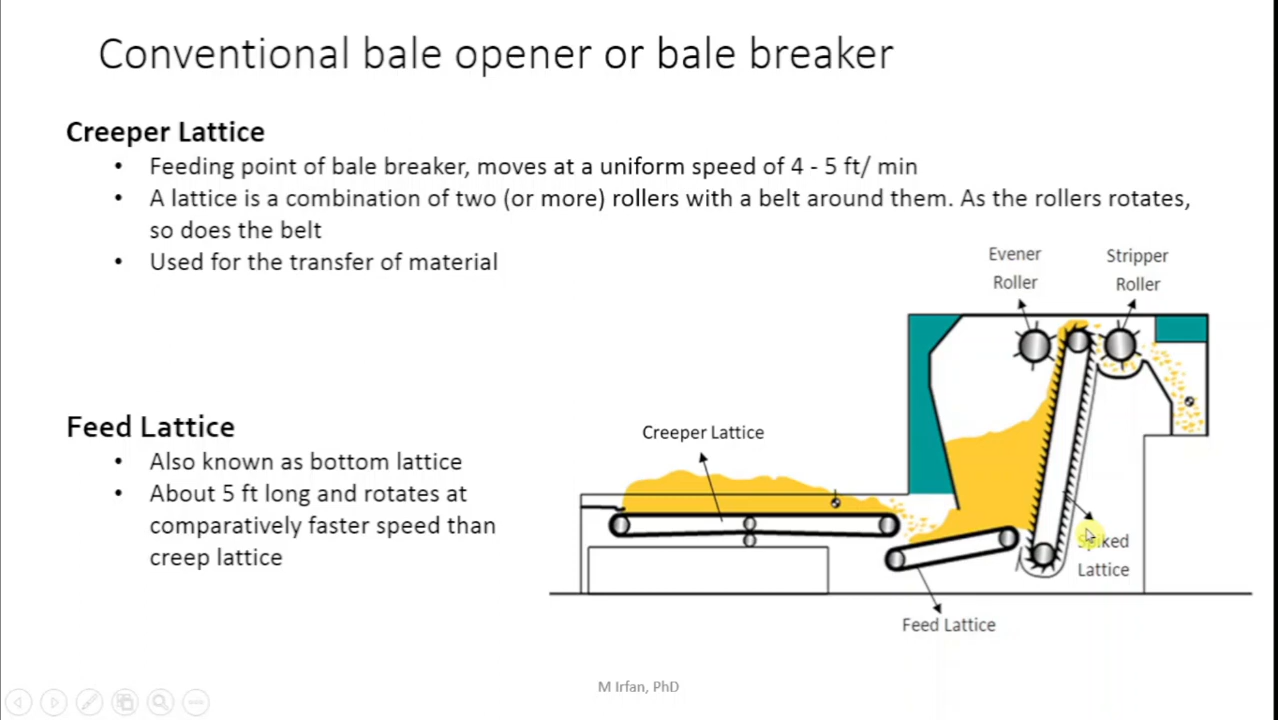 Conventional bale opener or bale breaker
Creeper Lattice
• Feeding point of bale breaker, moves at a uniform speed of 4 - 5 ft/ min
• A lattice is a combination of two (or more) rollers with a belt around them. As the rollers rotates,
so does the belt
• Used for the transfer of material
Evener
Roller
Stripper
Roller
Feed Lattice
• Also known as bottom lattice
• About 5 ft long and rotates at
comparatively faster speed than
creep lattice
Creeper Lattice
Spiked
Lattice
Feed Lattice
M Irfan, PhD